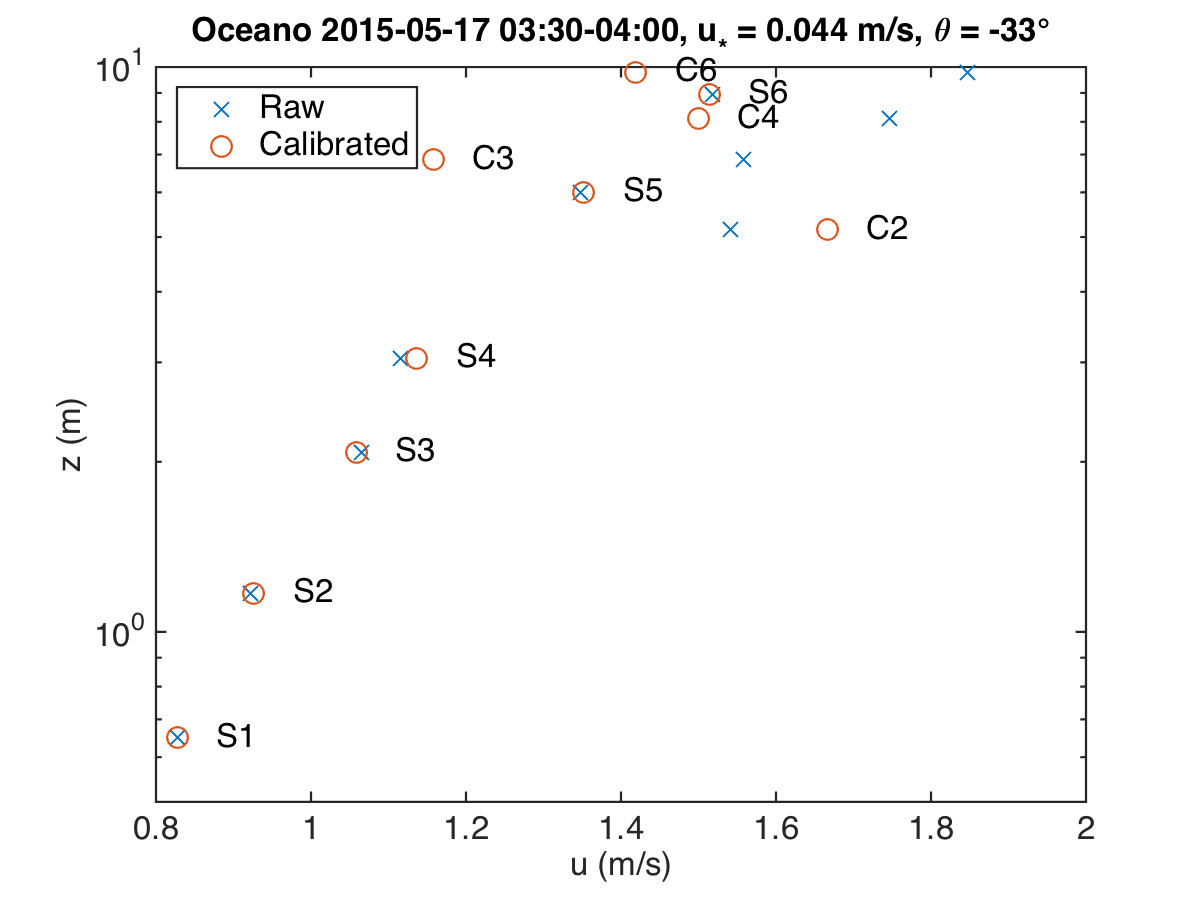 Oceano 2015-05-17 03:30-04:00, u* = 0.044 m/s, θ = -33°
10¹
Raw
Calibrated
C6
S6
C4
C3
S5
C2
S4
z (m)
S3
S2
10⁰
S1
0.8 1 1.2 1.4 1.6 1.8 2
u (m/s)